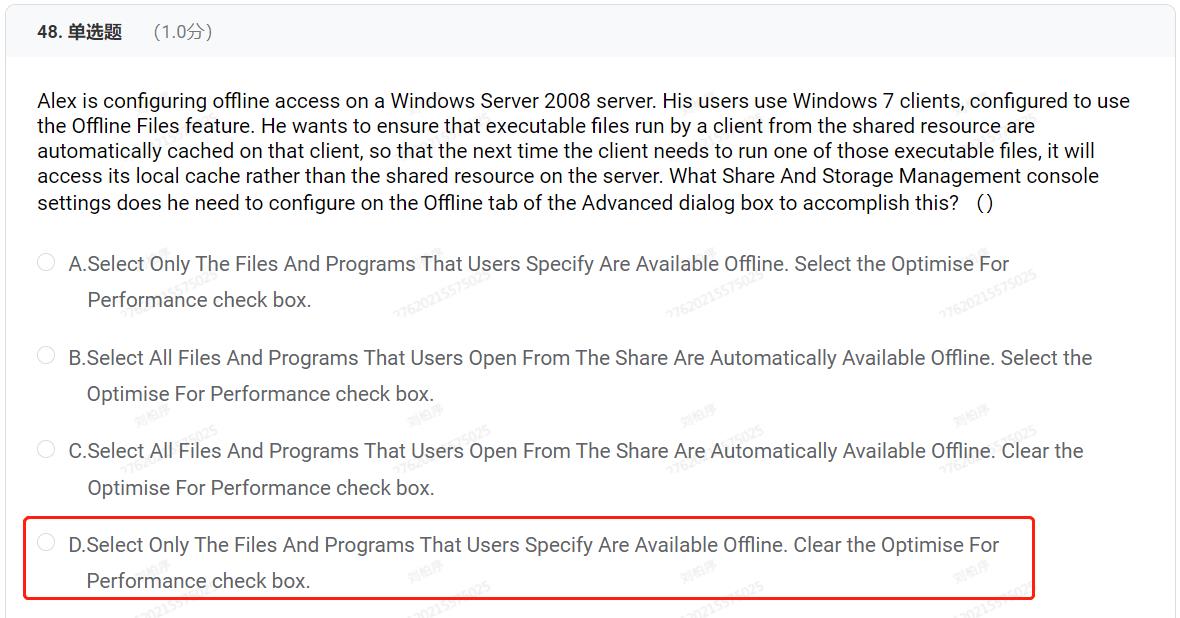 48. 单选题 (1.0分)
Alex is configuring offline access on a Windows Server 2008 server. His users use Windows 7 clients, configured to use
the Offline Files feature. He wants to ensure that executable files run by a client from the shared resource are
automatically cached on that client, so that the next time the client needs to run one of those executable files, it will
access its local cache rather than the shared resource on the server. What Share And Storage Management console
settings does he need to configure on the Offline tab of the Advanced dialog box to accomplish this? ()
A.Select Only The Files And Programs That Users Specify Are Available Offline. Select the Optimise For
Performance check box.
B.Select All Files And Programs That Users Open From The Share Are Automatically Available Offline. Select the
Optimise For Performance check box.
C.Select All Files And Programs That Users Open From The Share Are Automatically Available Offline. Clear the
Optimise For Performance check box.
D.Select Only The Files And Programs That Users Specify Are Available Offline. Clear the Optimise For
Performance check box.